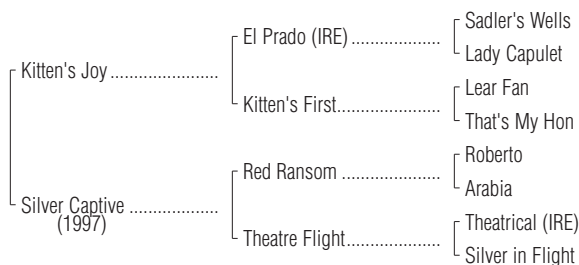 Sadler's Wells
El Prado (IRE) ....................
Lady Capulet
Kitten's Joy ........................
Lear Fan
Kitten's First.......................
That's My Hon
Roberto
Red Ransom ......................
Arabia
Silver Captive ....................
(1997)
Theatrical (IRE)
Theatre Flight.....................
Silver in Flight